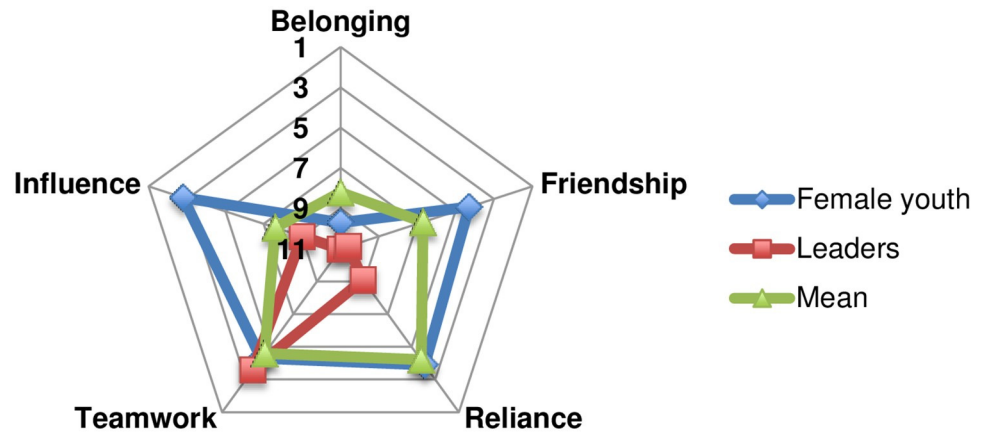 Belonging
1
3
5
7
9
11
Influence
Friendship
Teamwork
Reliance
Female youth
Leaders
Mean